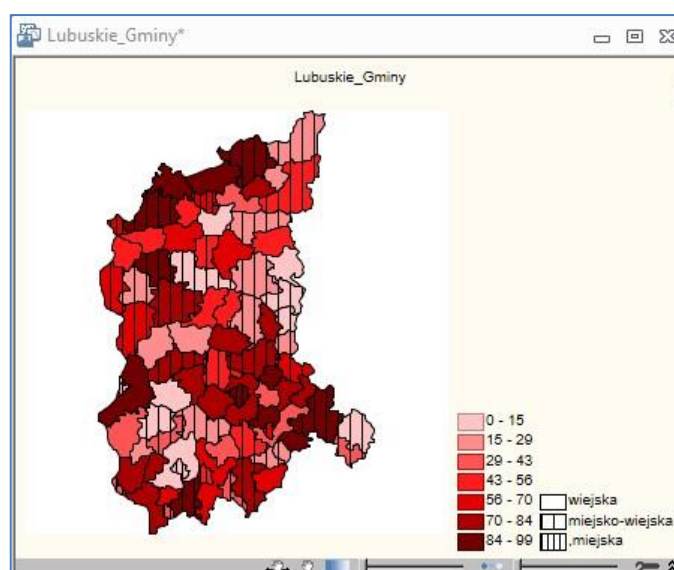 Lubuskie_Gminy*
Lubuskie_Gminy
0 - 15
15 - 29
29 - 43
43 - 56
56 - 70 wiejska
70 - 84 miejsko-wiejska
84 - 99 ,miejska